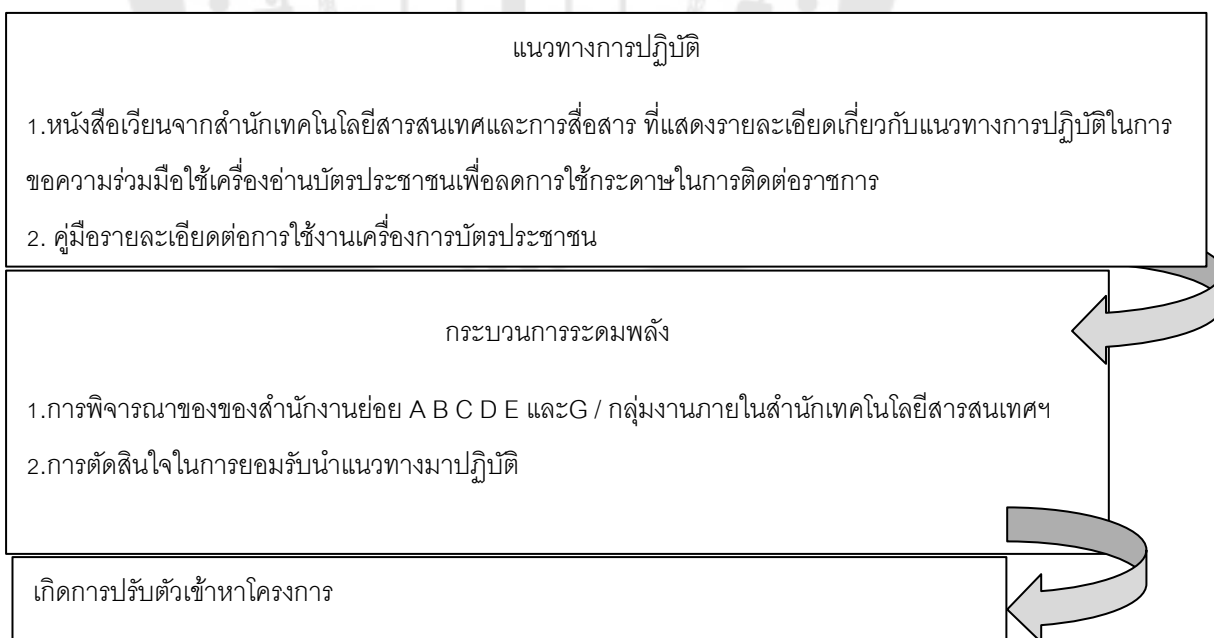 แนวทางการปฏิบัติ
1.หนังสือเวียนจากสำนักเทคโนโลยีสารสนเทศและการสื่อสาร ที่แสดงรายละเอียดเกี่ยวกับแนวทางการปฏิบัติในการ
ขอความร่วมมือใช้เครื่องอ่านบัตรประชาชนเพื่อลดการใช้กระดาษในการติดต่อราชการ
2. คู่มือรายละเอียดต่อการใช้งานเครื่องการบัตรประชาชน
กระบวนการระดมพลัง
1.การพิจารณาของของสำนักงานย่อย A B C D E และG / กลุ่มงานภายในสำนักเทคโนโลยีสารสนเทศฯ
2.การตัดสินใจในการยอมรับนำแนวทางมาปฏิบัติ
เกิดการปรับตัวเข้าหาโครงการ